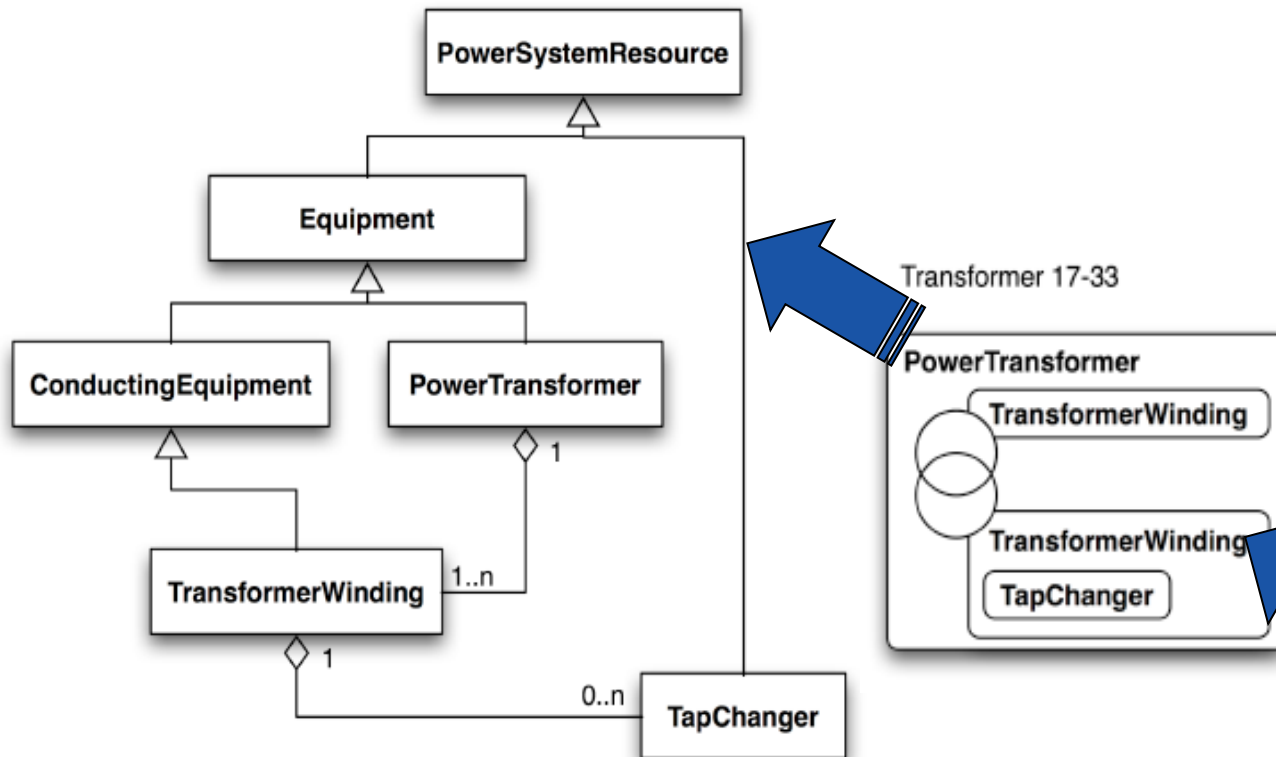 PowerSystemResource
Equipment
ConductingEquipment
PowerTransformer
1
TransformerWinding
1..n
1
0..n
TapChanger
Transformer 17-33
PowerTransformer
TransformerWinding
TransformerWinding
TapChanger